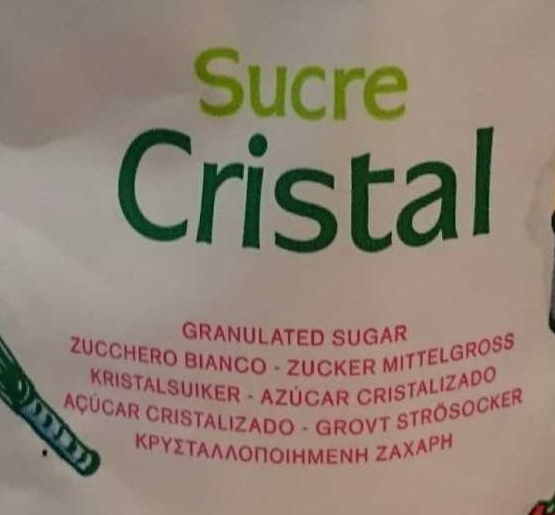 Sucre
Cristal
GRANULATED SUGAR
ZUCCHERO BIANCO - ZUCKER MITTELGROSS
KRISTALSUIKER - AZÚCAR CRISTALIZADO
AÇÚCAR CRISTALIZADO - GROVT STRÖSOCKER
ΚΡΥΣΤΑΛΛΟΠΟΙΗΜΕΝΗ ΖΑΧΑΡΗ